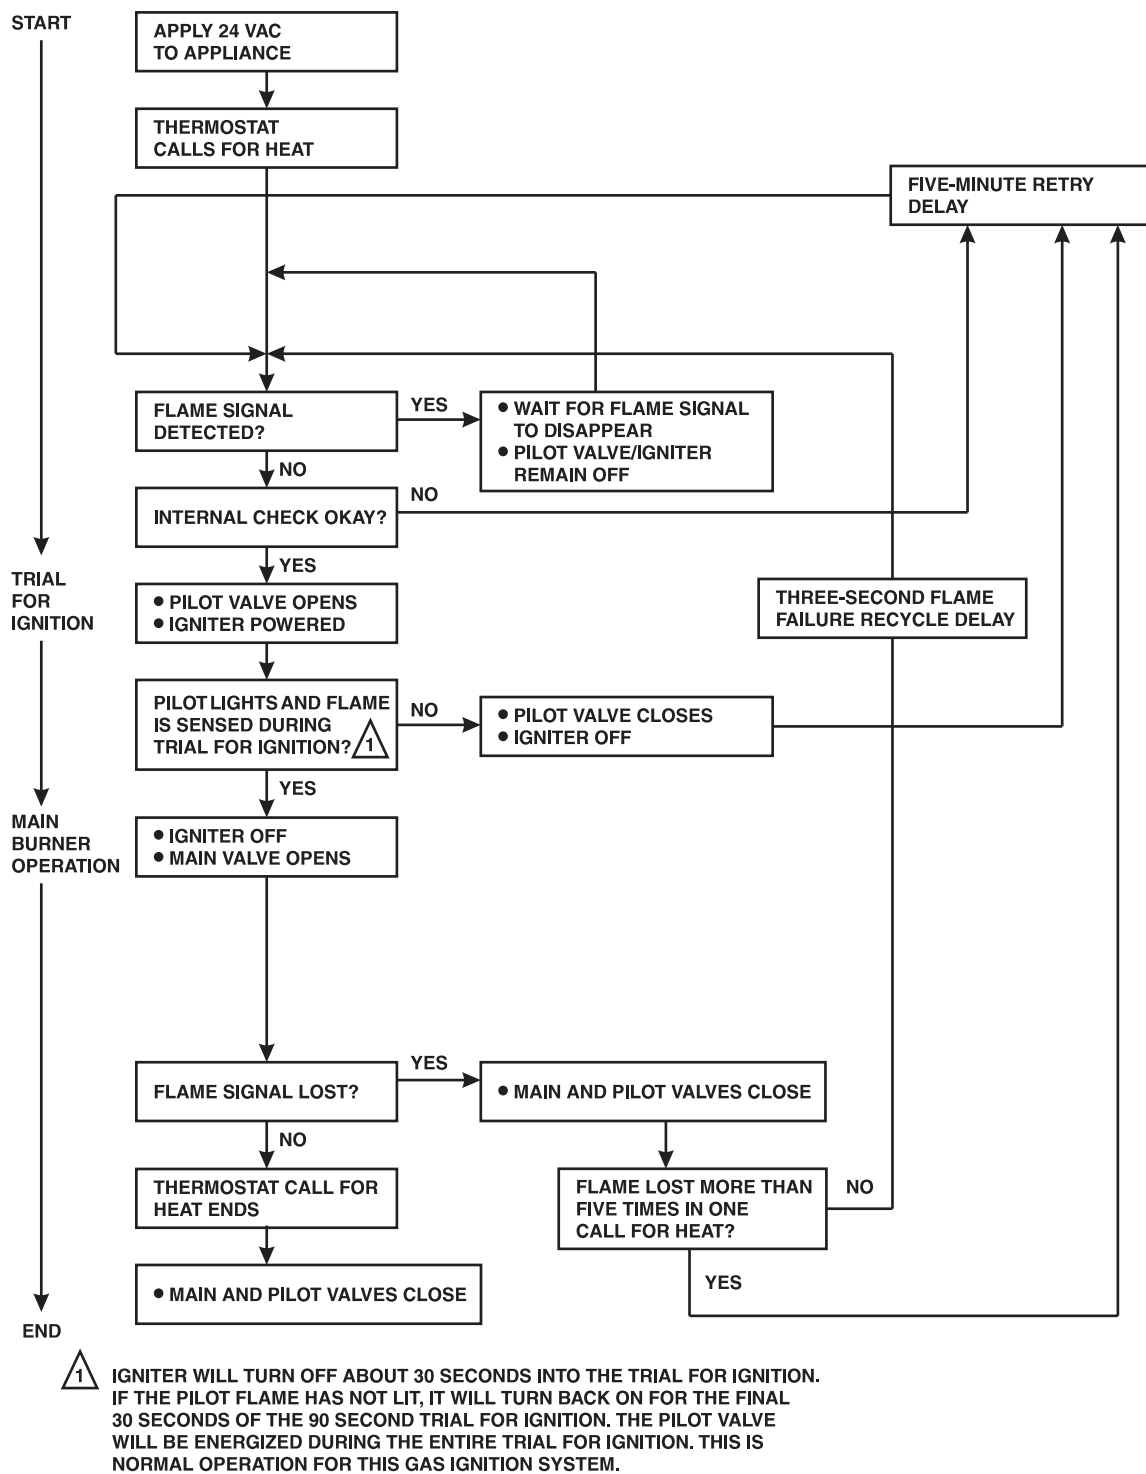 START
APPLY 24 VAC
TO APPLIANCE
THERMOSTAT
CALLS FOR HEAT
FIVE-MINUTE RETRY
DELAY
FLAME SIGNAL
DETECTED?
YES
● WAIT FOR FLAME SIGNAL
TO DISAPPEAR
● PILOT VALVE/IGNITER
REMAIN OFF
NO
INTERNAL CHECK OKAY?
NO
YES
TRIAL
FOR
IGNITION
● PILOT VALVE OPENS
● IGNITER POWERED
THREE-SECOND FLAME
FAILURE RECYCLE DELAY
PILOT LIGHTS AND FLAME
IS SENSED DURING
TRIAL FOR IGNITION?
1
NO
● PILOT VALVE CLOSES
● IGNITER OFF
YES
MAIN
BURNER
OPERATION
● IGNITER OFF
● MAIN VALVE OPENS
FLAME SIGNAL LOST?
YES
● MAIN AND PILOT VALVES CLOSE
NO
THERMOSTAT CALL FOR
HEAT ENDS
FLAME LOST MORE THAN
FIVE TIMES IN ONE
CALL FOR HEAT?
NO
YES
● MAIN AND PILOT VALVES CLOSE
END
1 IGNITER WILL TURN OFF ABOUT 30 SECONDS INTO THE TRIAL FOR IGNITION.
IF THE PILOT FLAME HAS NOT LIT, IT WILL TURN BACK ON FOR THE FINAL
30 SECONDS OF THE 90 SECOND TRIAL FOR IGNITION. THE PILOT VALVE
WILL BE ENERGIZED DURING THE ENTIRE TRIAL FOR IGNITION. THIS IS
NORMAL OPERATION FOR THIS GAS IGNITION SYSTEM.